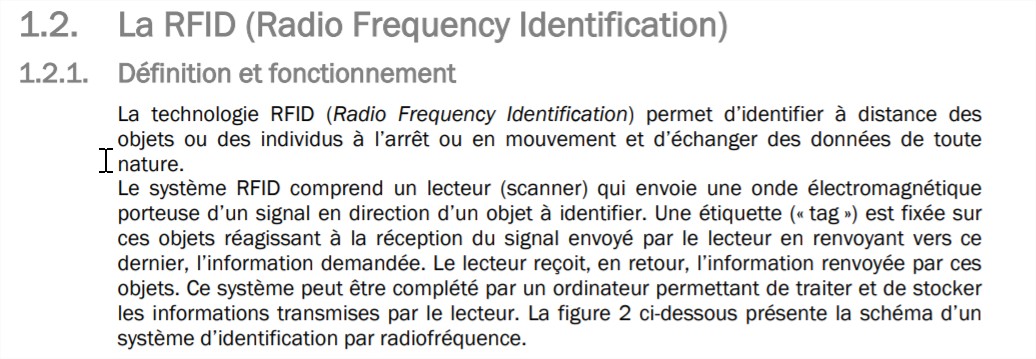 1.2. La RFID (Radio Frequency Identification)
1.2.1. Définition et fonctionnement
La technologie RFID (Radio Frequency Identification) permet d’identifier à distance des
objets ou des individus à l’arrêt ou en mouvement et d’échanger des données de toute
nature.
Le système RFID comprend un lecteur (scanner) qui envoie une onde électromagnétique
porteuse d’un signal en direction d’un objet à identifier. Une étiquette (« tag ») est fixée sur
ces objets réagissant à la réception du signal envoyé par le lecteur en renvoyant vers ce
dernier, l’information demandée. Le lecteur reçoit, en retour, l’information renvoyée par ces
objets. Ce système peut être complété par un ordinateur permettant de traiter et de stocker
les informations transmises par le lecteur. La figure 2 ci-dessous présente la schéma d’un
système d’identification par radiofréquence.